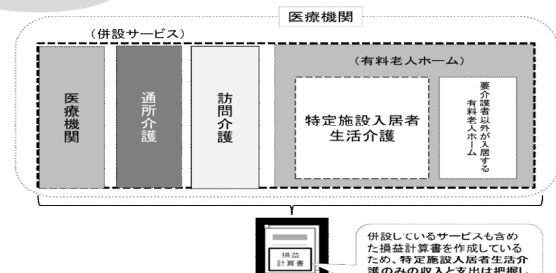 医療機関
（併設サービス）
（有料老人ホーム）
医療機関
通所介護
訪問介護
特定施設入居者
生活介護
要介護者以外が入居する
有料老人ホーム
損益
計算書
併設しているサービスも含め
た損益計算書を作成している
ため、特定施設入居者生活介
護のみの収入と支出は把握し